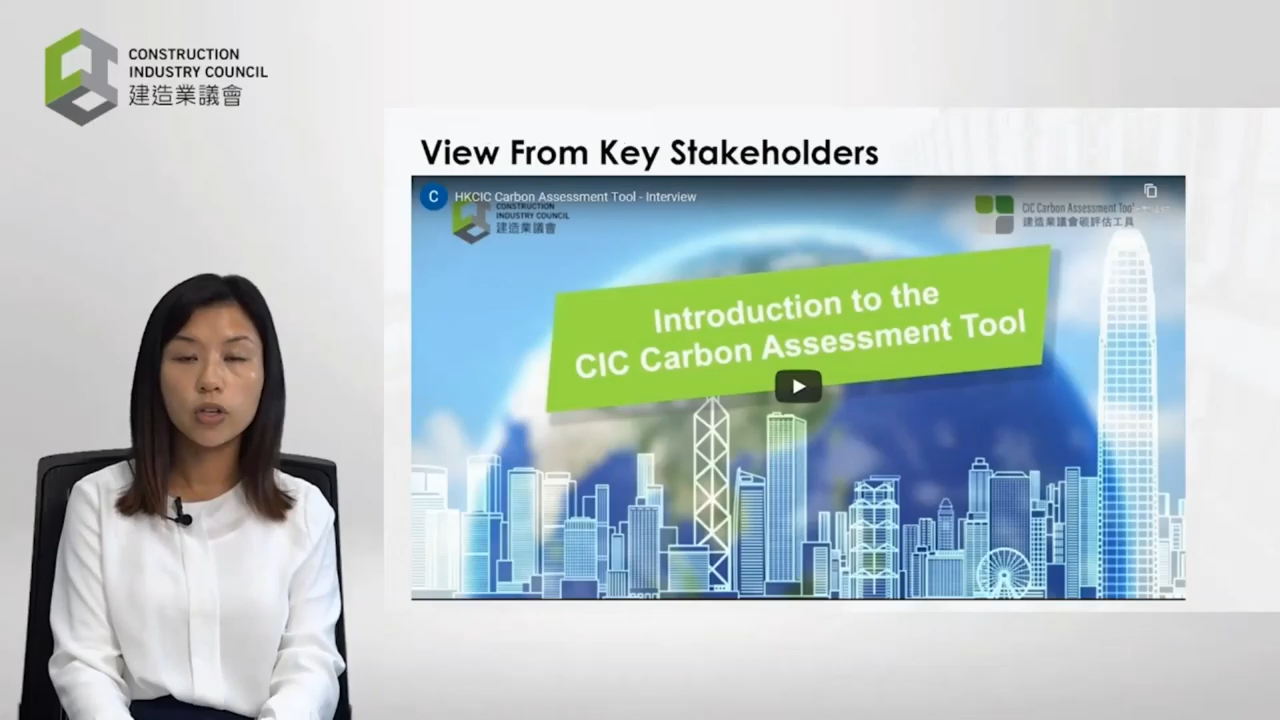 CONSTRUCTION
INDUSTRY COUNCIL
建造業議會
View From Key Stakeholders
C
HKCIC Carbon Assessment Tool - Interview
CONSTRUCTION
INDUSTRY COUNCIL
建造業議會
CIC Carbon Assessment Tool
建造業議會碳評估工具
Introduction to the
CIC Carbon Assessment Tool